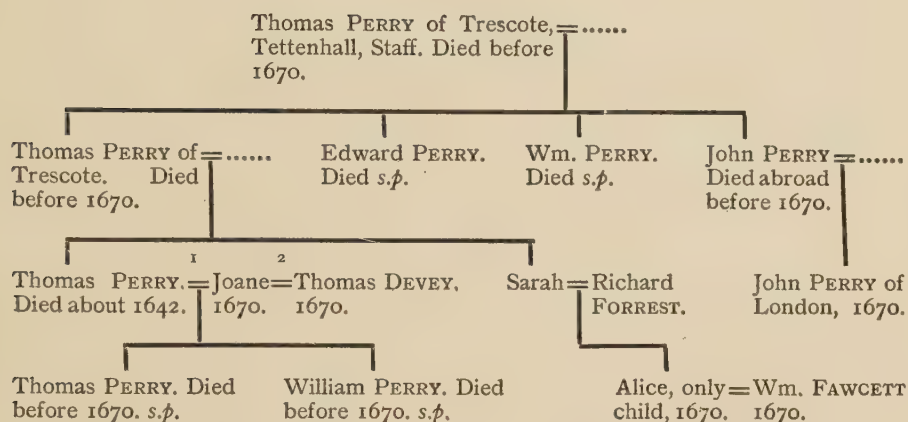 Thomas PERRY of Trescote, = ......
Tettenhall, Staff. Died before
1670.
Thomas PERRY of = ......
Trescote. Died
before 1670.
Edward PERRY.
Died s.p.
Wm. PERRY.
Died s.p.
John PERRY = ......
Died abroad
before 1670.
1 2
Thomas PERRY. = Joane = Thomas DEVEY.
Died about 1642. 1670. 1670.
Sarah = Richard
FORREST.
John PERRY of
London, 1670.
Thomas PERRY. Died
before 1670. s.p.
William PERRY. Died
before 1670. s.p.
Alice, only = Wm. FAWCETT
child, 1670. 1670.